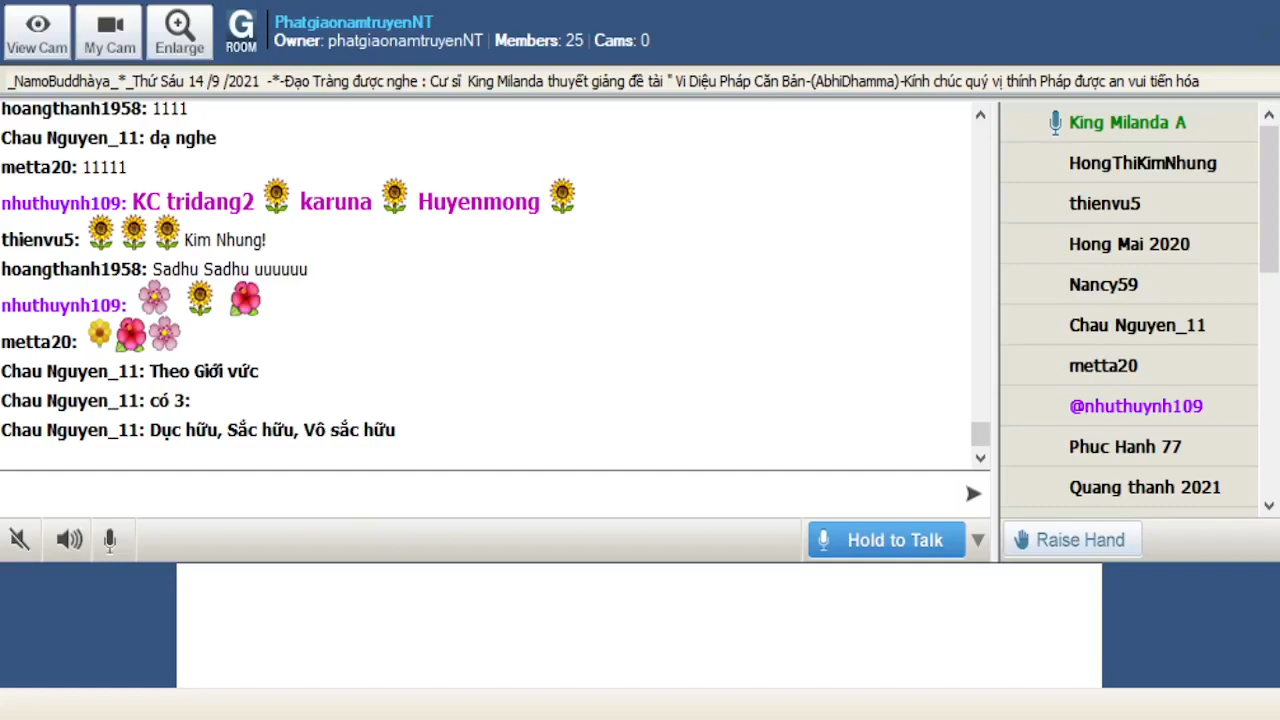 View Cam
My Cam
Enlarge
G
ROOM
PhatgiaonamtruyenNT
Owner: phatgiaonamtruyenNT | Members: 25 | Cams: 0
_NamoBuddhàya_*_Thứ Sáu 14 /9 /2021 -*-Đạo Tràng được nghe : Cư sĩ King Milanda thuyết giảng đề tài " Vi Diệu Pháp Căn Bản-(AbhiDhamma)-Kính chúc quý vị thính Pháp được an vui tiến hóa
hoangthanh1958: 1111
Chau Nguyen_11: dạ nghe
metta20: 11111
nhuthuynh109: KC tridang2 karuna Huyenmong
thienvu5: Kim Nhung!
hoangthanh1958: Sadhu Sadhu uuuuuu
nhuthuynh109:
metta20:
Chau Nguyen_11: Theo Giới vức
Chau Nguyen_11: có 3:
Chau Nguyen_11: Dục hữu, Sắc hữu, Vô sắc hữu
King Milanda A
HongThiKimNhung
thienvu5
Hong Mai 2020
Nancy59
Chau Nguyen_11
metta20
@nhuthuynh109
Phuc Hanh 77
Quang thanh 2021
Hold to Talk
Raise Hand